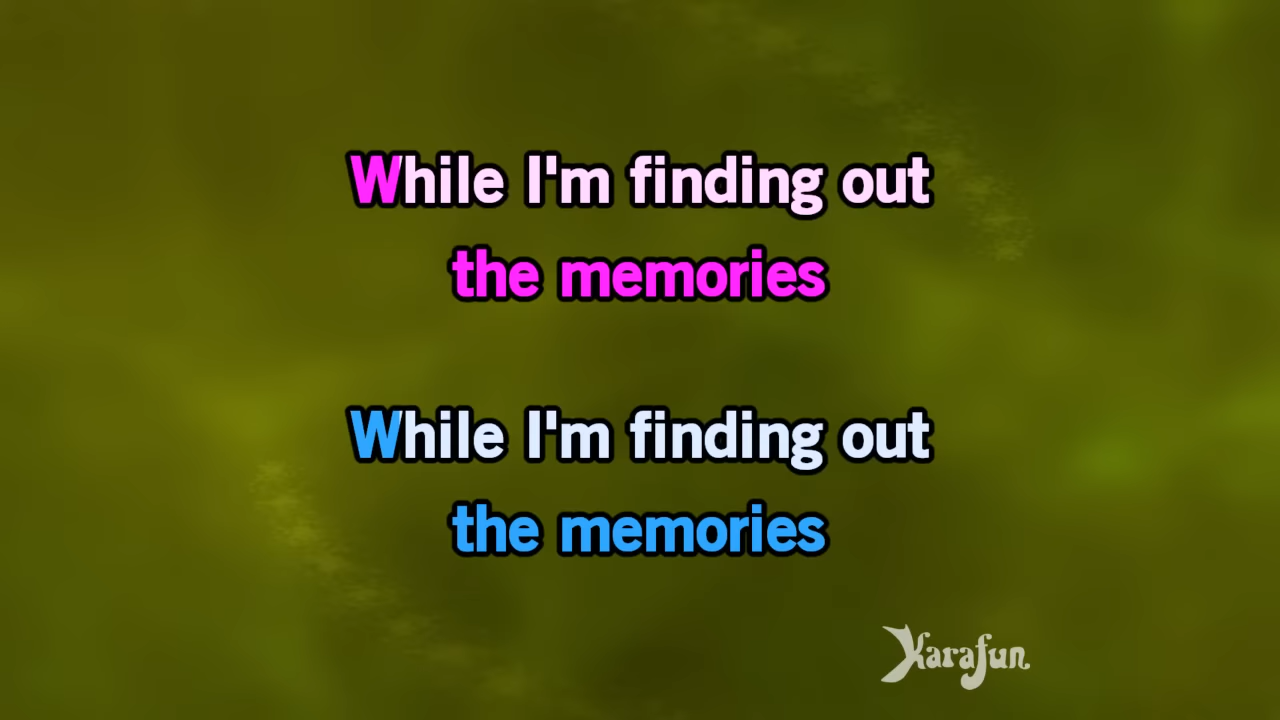 While I'm finding out
the memories
While I'm finding out
the memories
Karafun